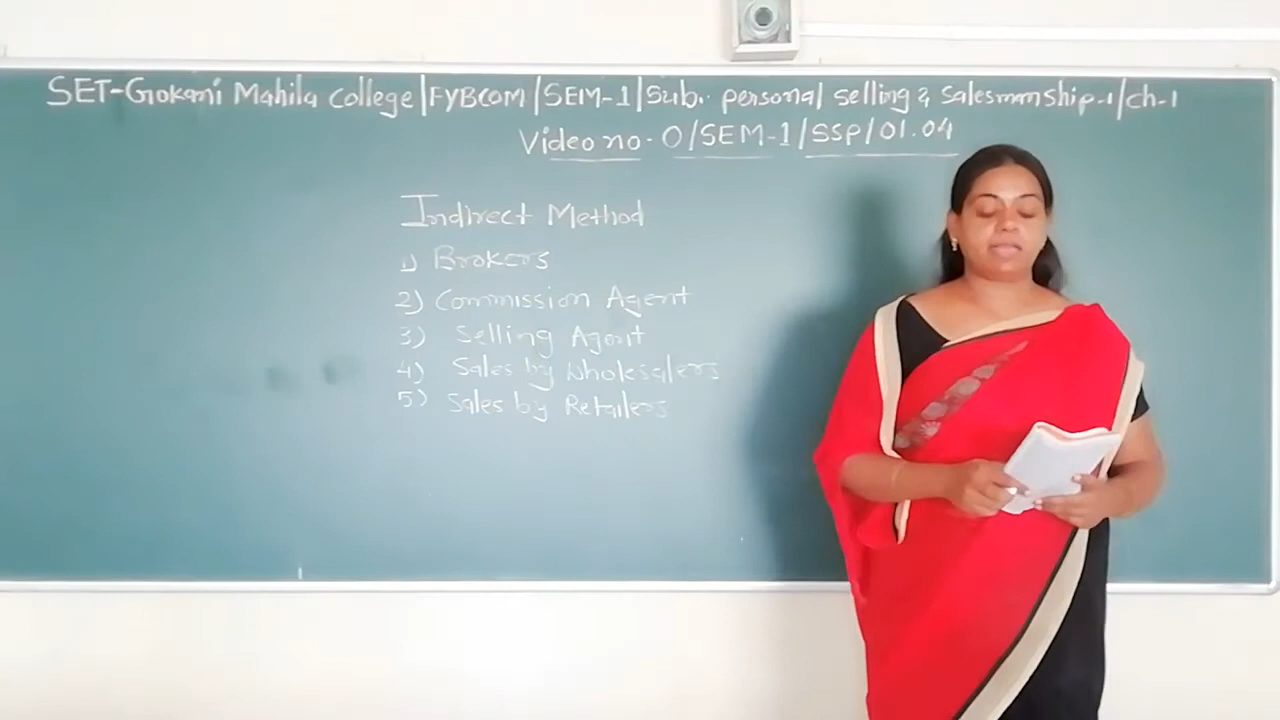 SET-Gokani Mahila College|FYBCOM/SEM-1|Sub. personal selling & salesmanship-1/ch-1
Video no. O/SEM-1/SSP/01.04
Indirect Method
1) Brokers
2) Commission Agent
3) Selling Agent
4) Sales by Wholesalers
5) Sales by Retailers